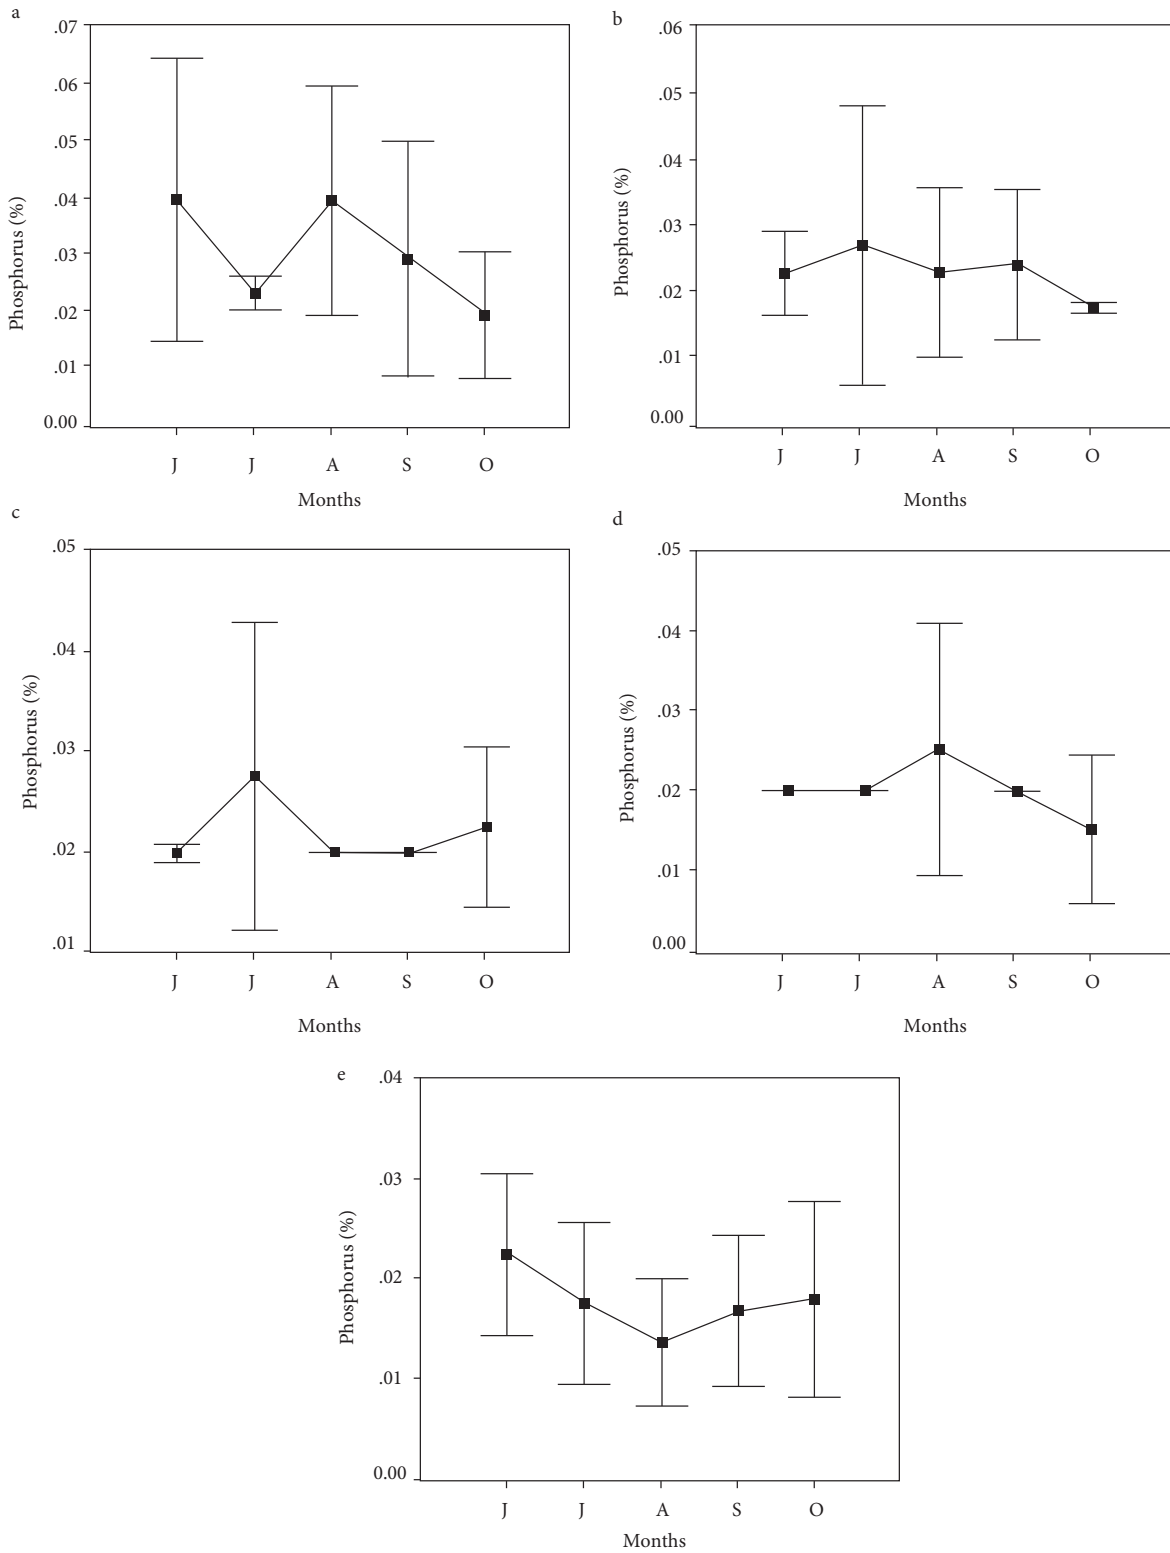 a
.07
.06
.05
.04
.03
.02
.01
0.00
Phosphorus (%)
J J A S O
Months
b
.06
.05
.04
.03
.02
.01
0.00
Phosphorus (%)
J J A S O
Months
c
.05
.04
.03
.02
.01
Phosphorus (%)
J J A S O
Months
d
.05
.04
.03
.02
.01
0.00
Phosphorus (%)
J J A S O
Months
e
.04
.03
.02
.01
0.00
Phosphorus (%)
J J A S O
Months